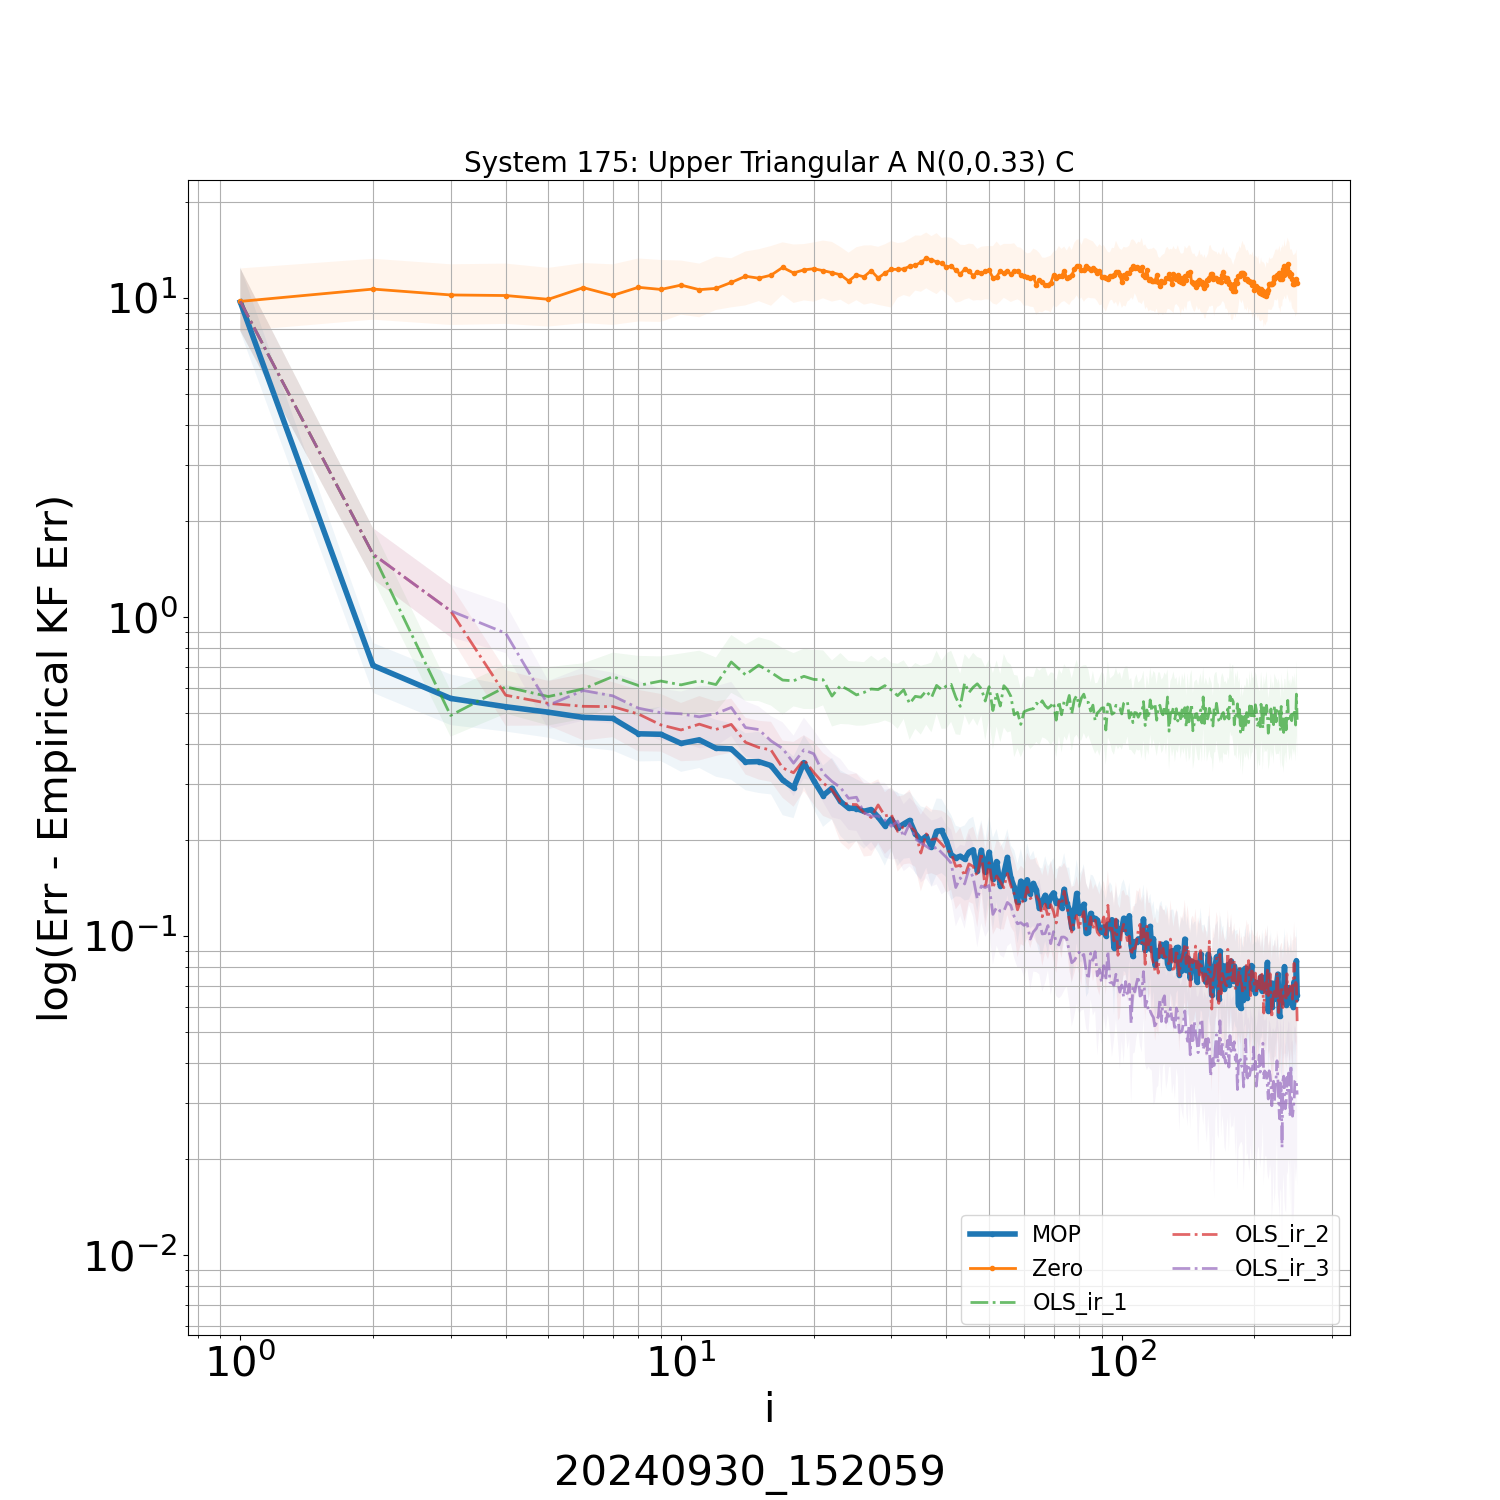 System 175: Upper Triangular A N(0,0.33) C
log(Err - Empirical KF Err)
10¹
10⁰
10⁻¹
10⁻²
10⁰ 10¹ 10²
MOP
Zero
OLS_ir_1
OLS_ir_2
OLS_ir_3
i
20240930_152059